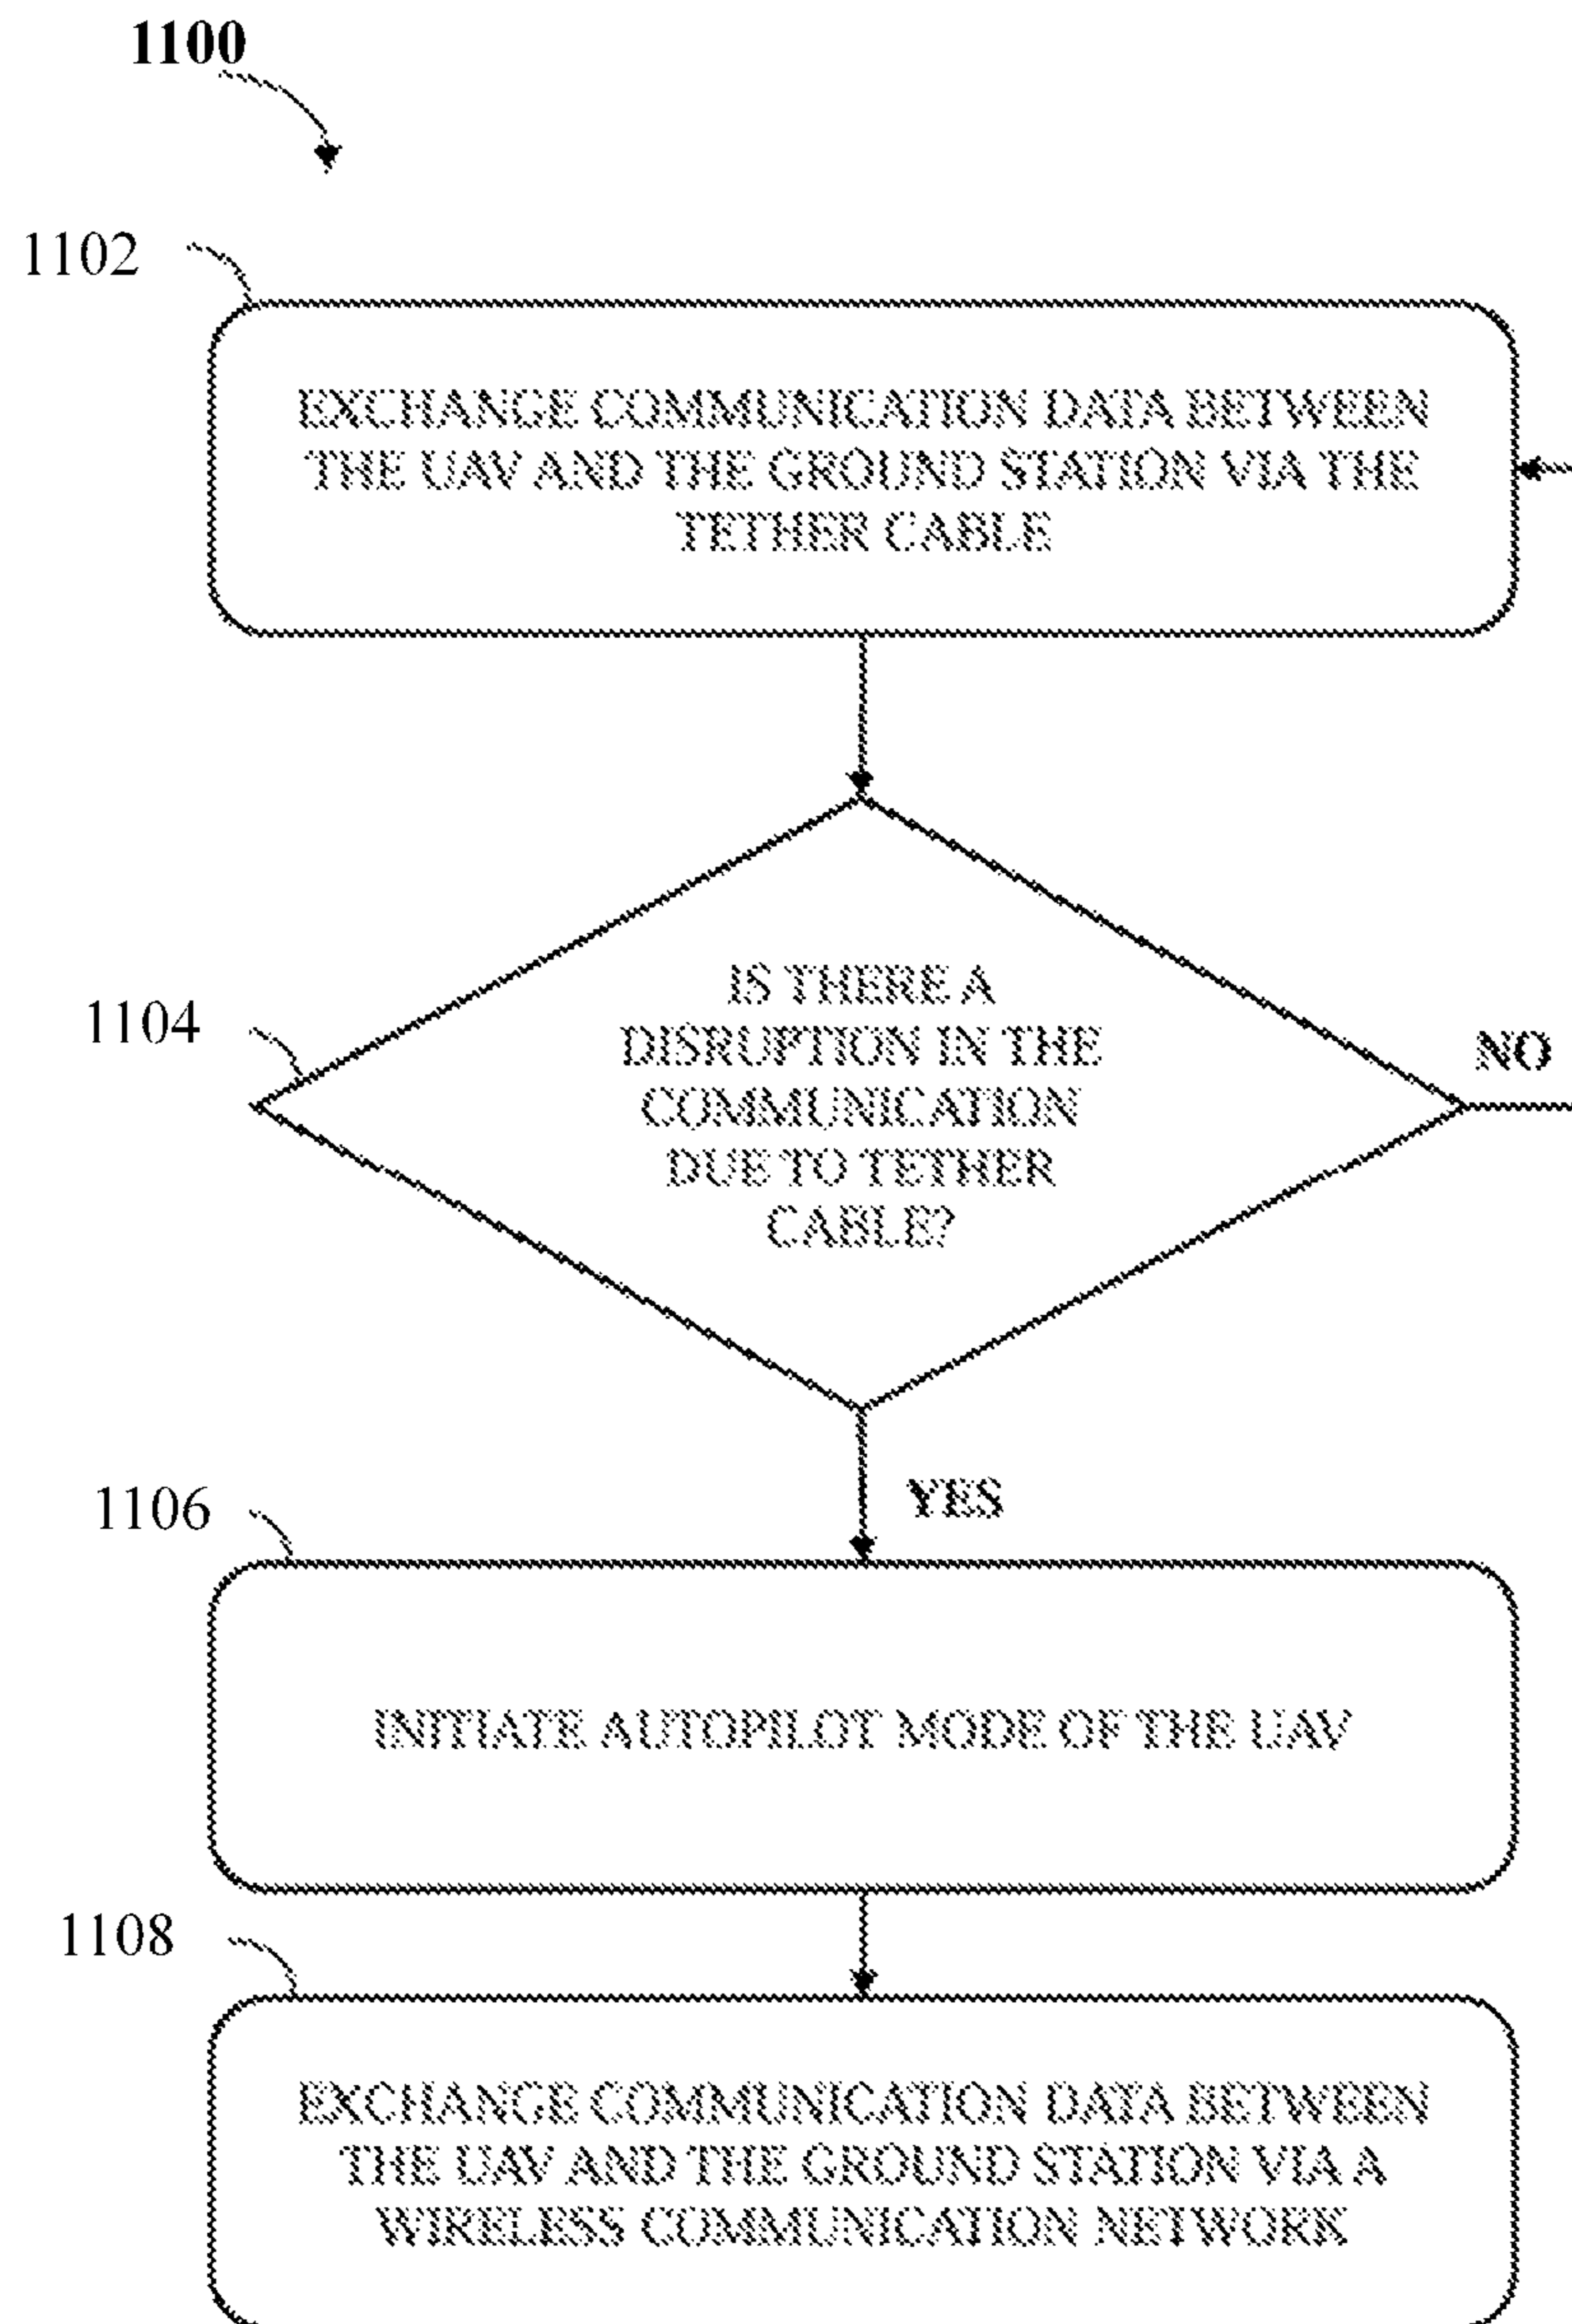 1100
1102
EXCHANGE COMMUNICATION DATA BETWEEN
THE UAV AND THE GROUND STATION VIA THE
TETHER CABLE
1104
IS THERE A
DISRUPTION IN THE
COMMUNICATION
DUE TO TETHER
CABLE?
NO
YES
1106
INITIATE AUTOPILOT MODE OF THE UAV
1108
EXCHANGE COMMUNICATION DATA BETWEEN
THE UAV AND THE GROUND STATION VIA A
WIRELESS COMMUNICATION NETWORK